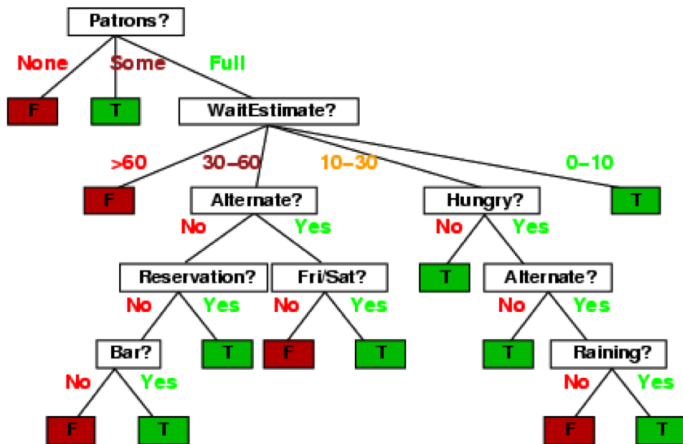 Patrons?
None Some Full
F T WaitEstimate?
>60 30−60 10−30 0−10
F Alternate? Hungry? T
No Yes No Yes
Reservation? Fri/Sat? T Alternate?
No Yes No Yes No Yes
Bar? T F T T Raining?
No Yes No Yes
F T F T